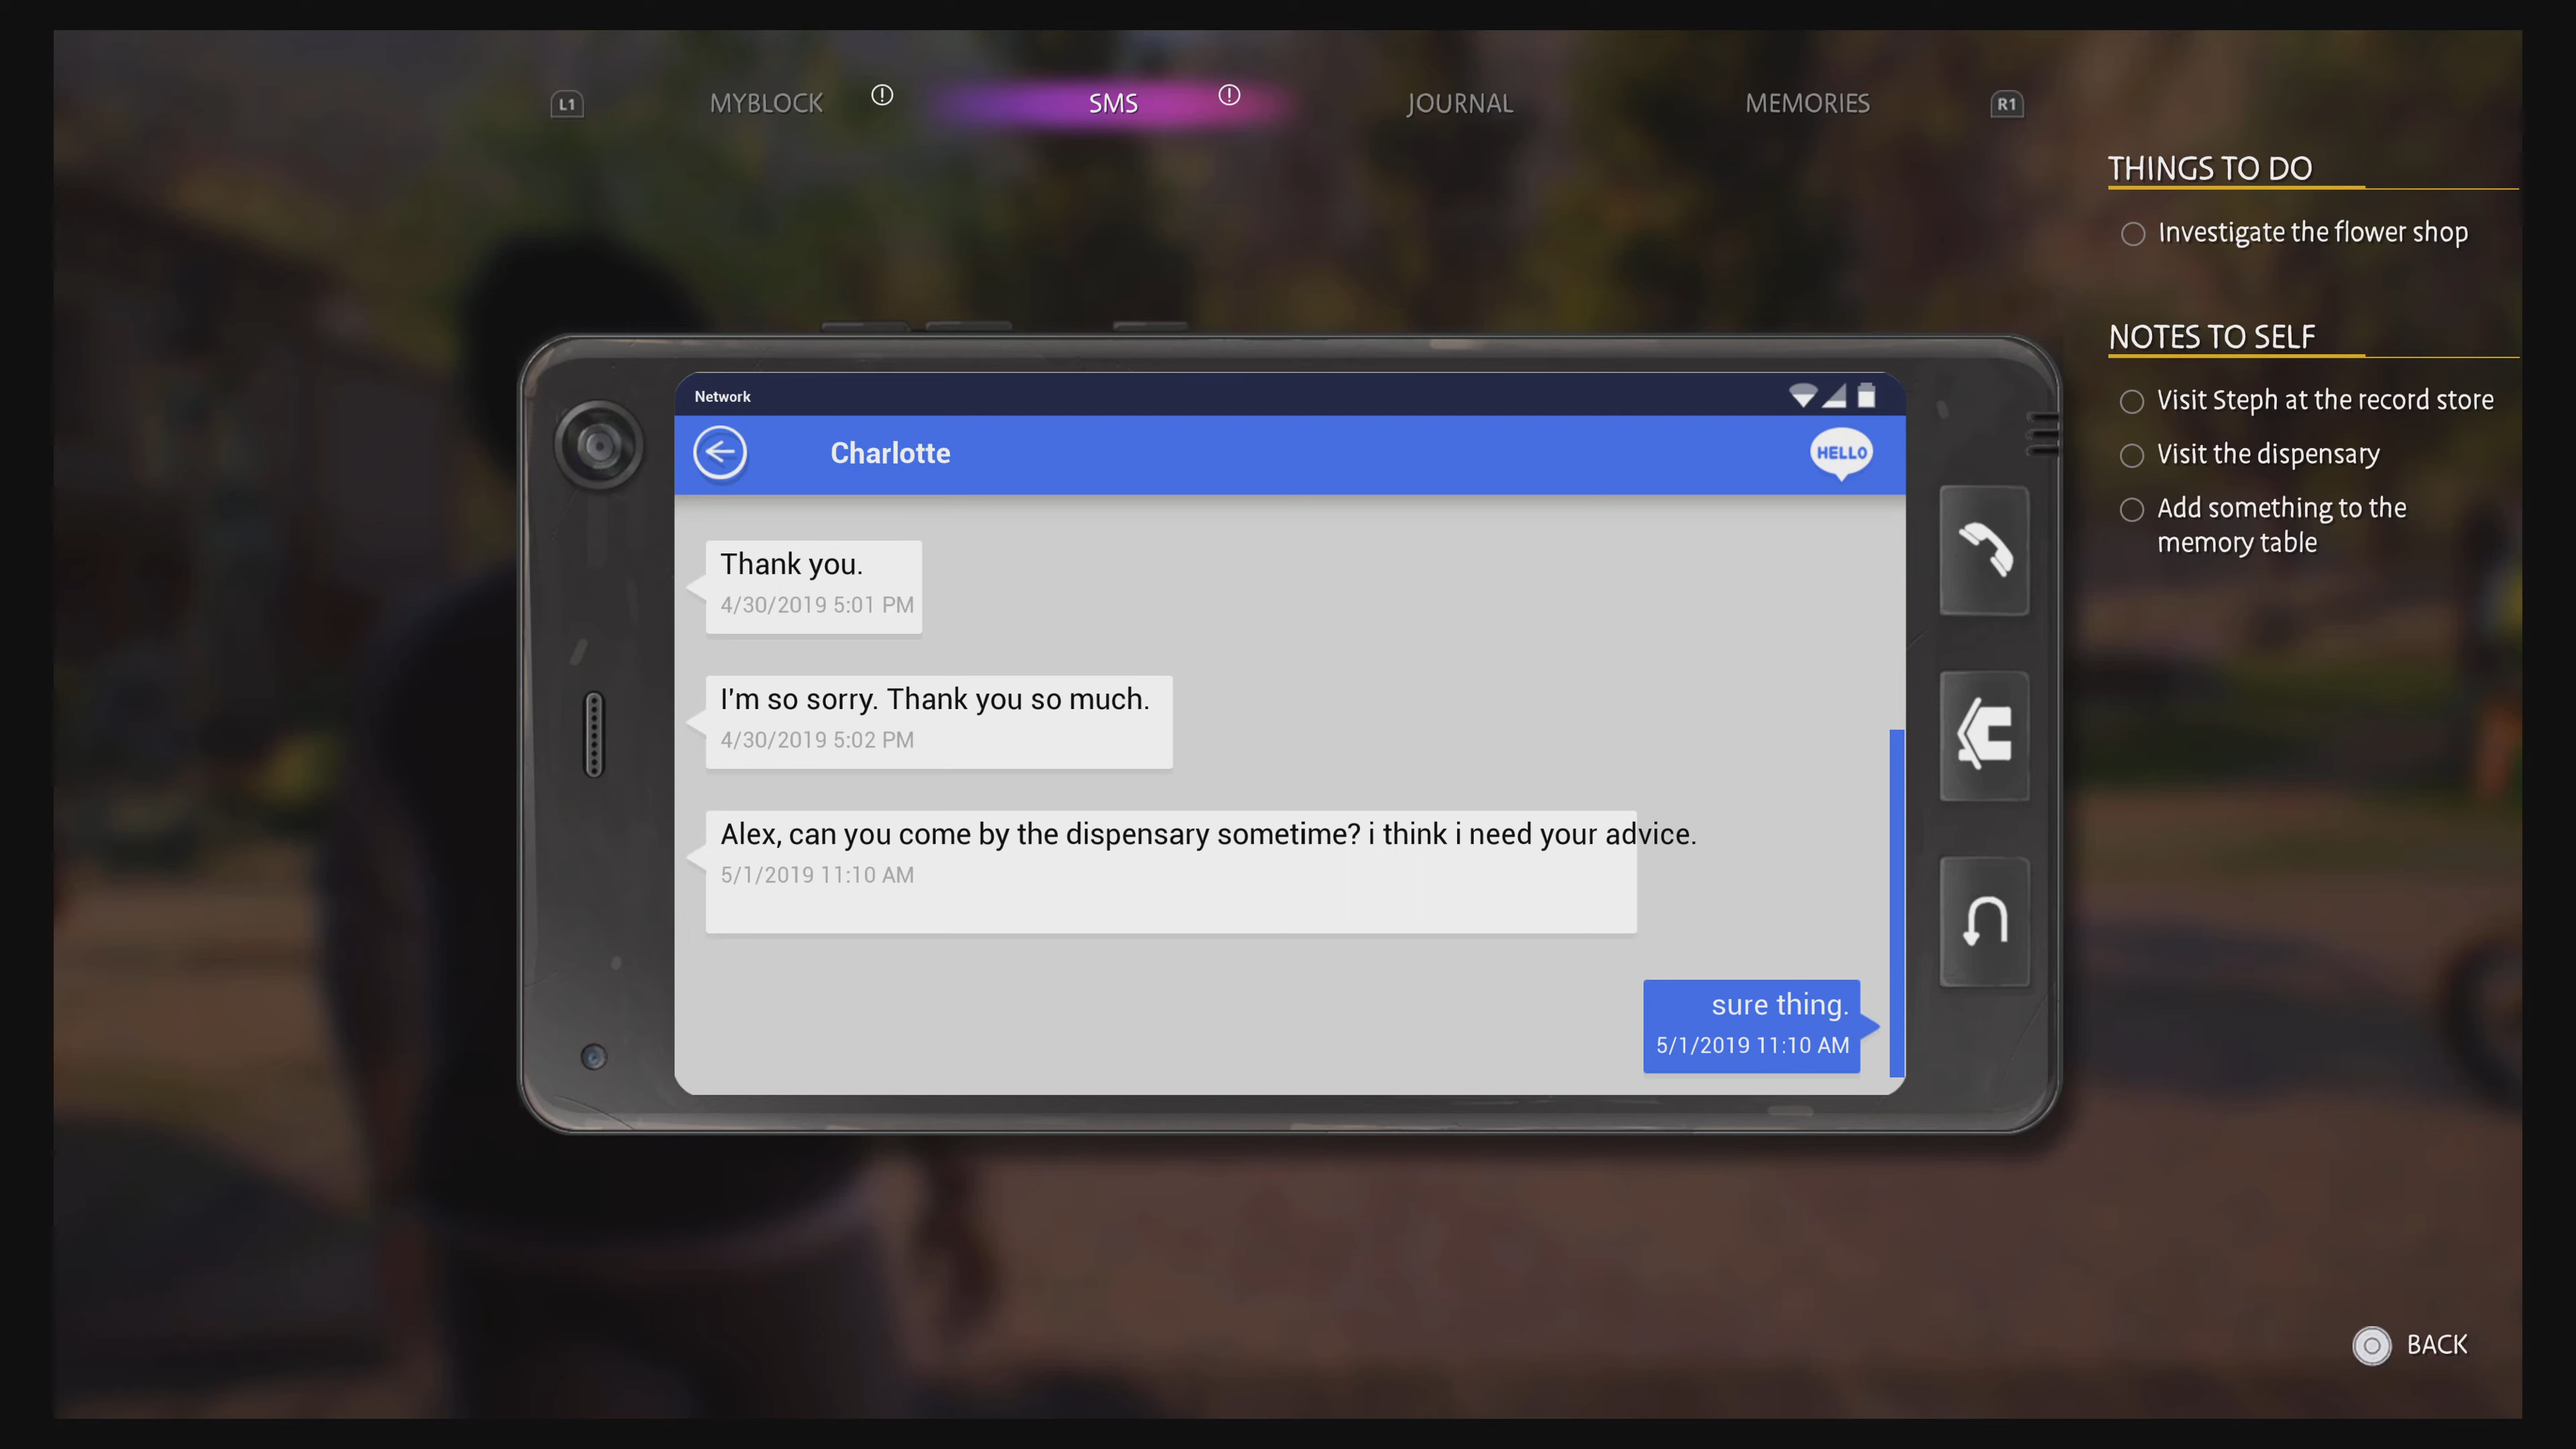 L1
MYBLOCK
SMS
JOURNAL
MEMORIES
R1
THINGS TO DO
Investigate the flower shop
NOTES TO SELF
Visit Steph at the record store
Visit the dispensary
Add something to the
memory table
Network
Charlotte
HELLO
Thank you.
4/30/2019 5:01 PM
I'm so sorry. Thank you so much.
4/30/2019 5:02 PM
Alex, can you come by the dispensary sometime? i think i need your advice.
5/1/2019 11:10 AM
sure thing.
5/1/2019 11:10 AM
BACK